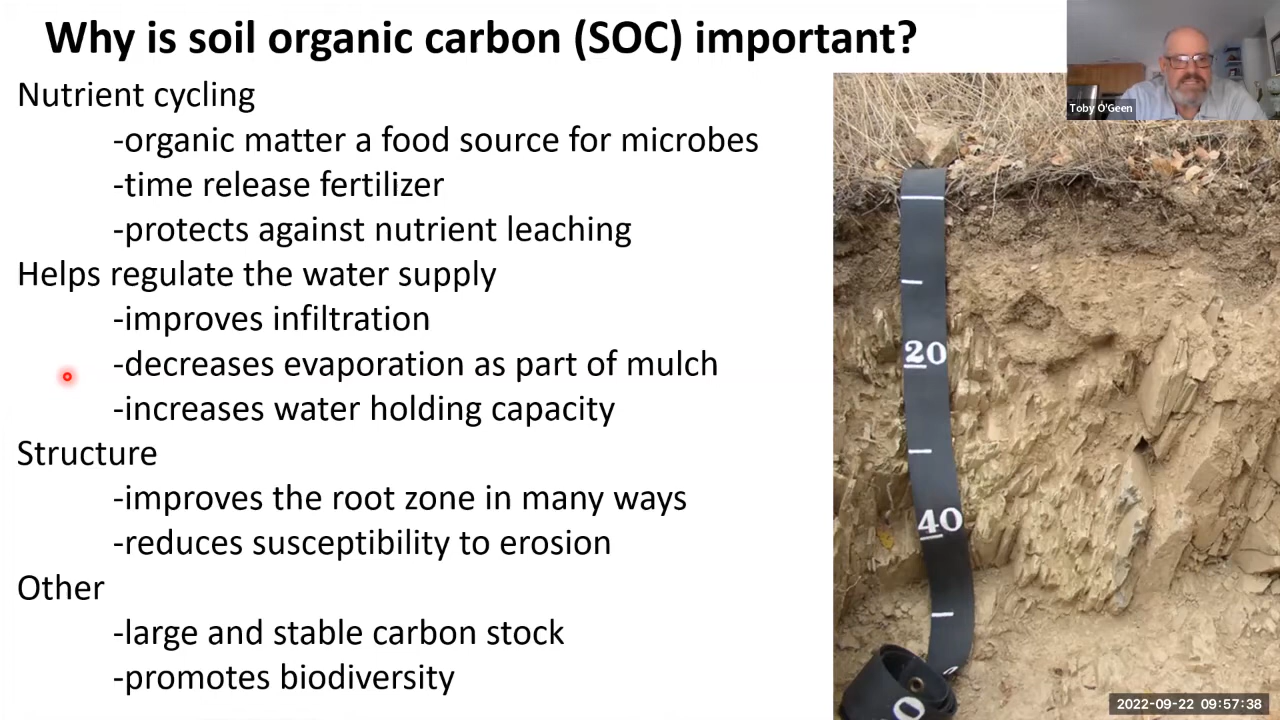 Why is soil organic carbon (SOC) important?
Toby O'Geen
Nutrient cycling
-organic matter a food source for microbes
-time release fertilizer
-protects against nutrient leaching
Helps regulate the water supply
-improves infiltration
-decreases evaporation as part of mulch
-increases water holding capacity
Structure
-improves the root zone in many ways
-reduces susceptibility to erosion
Other
-large and stable carbon stock
-promotes biodiversity
20
40
2022-09-22 09:57:38